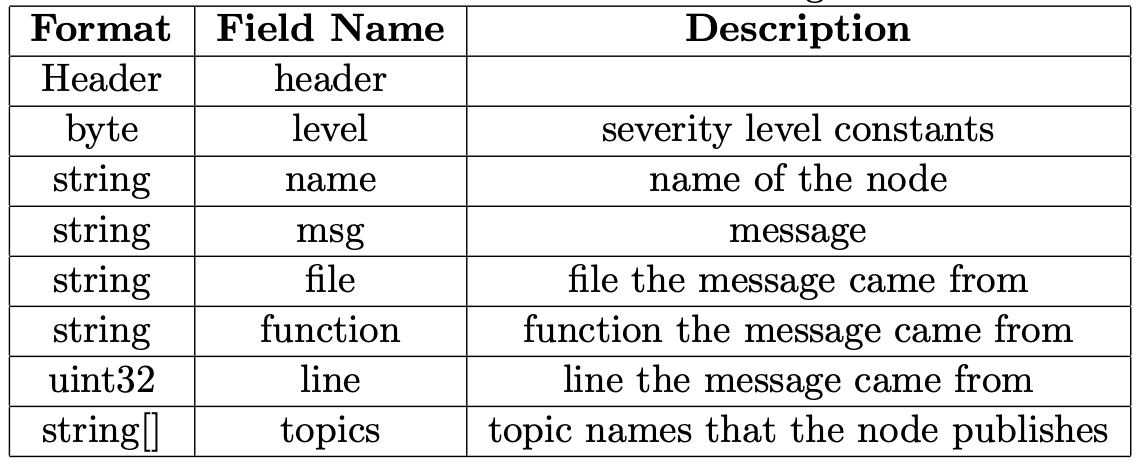 Format Field Name Description
Header header
byte level severity level constants
string name name of the node
string msg message
string file file the message came from
string function function the message came from
uint32 line line the message came from
string[] topics topic names that the node publishes